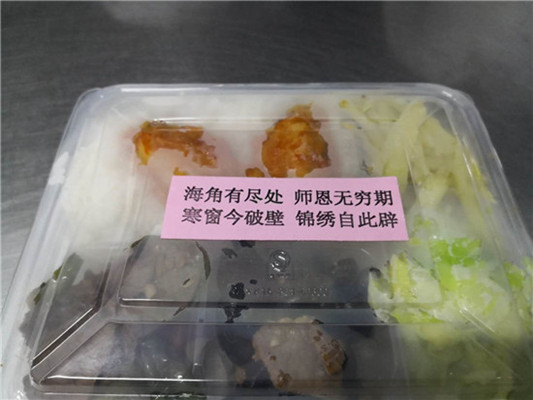 海角有尽处 师恩无穷期
寒窗今破壁 锦绣自此辟